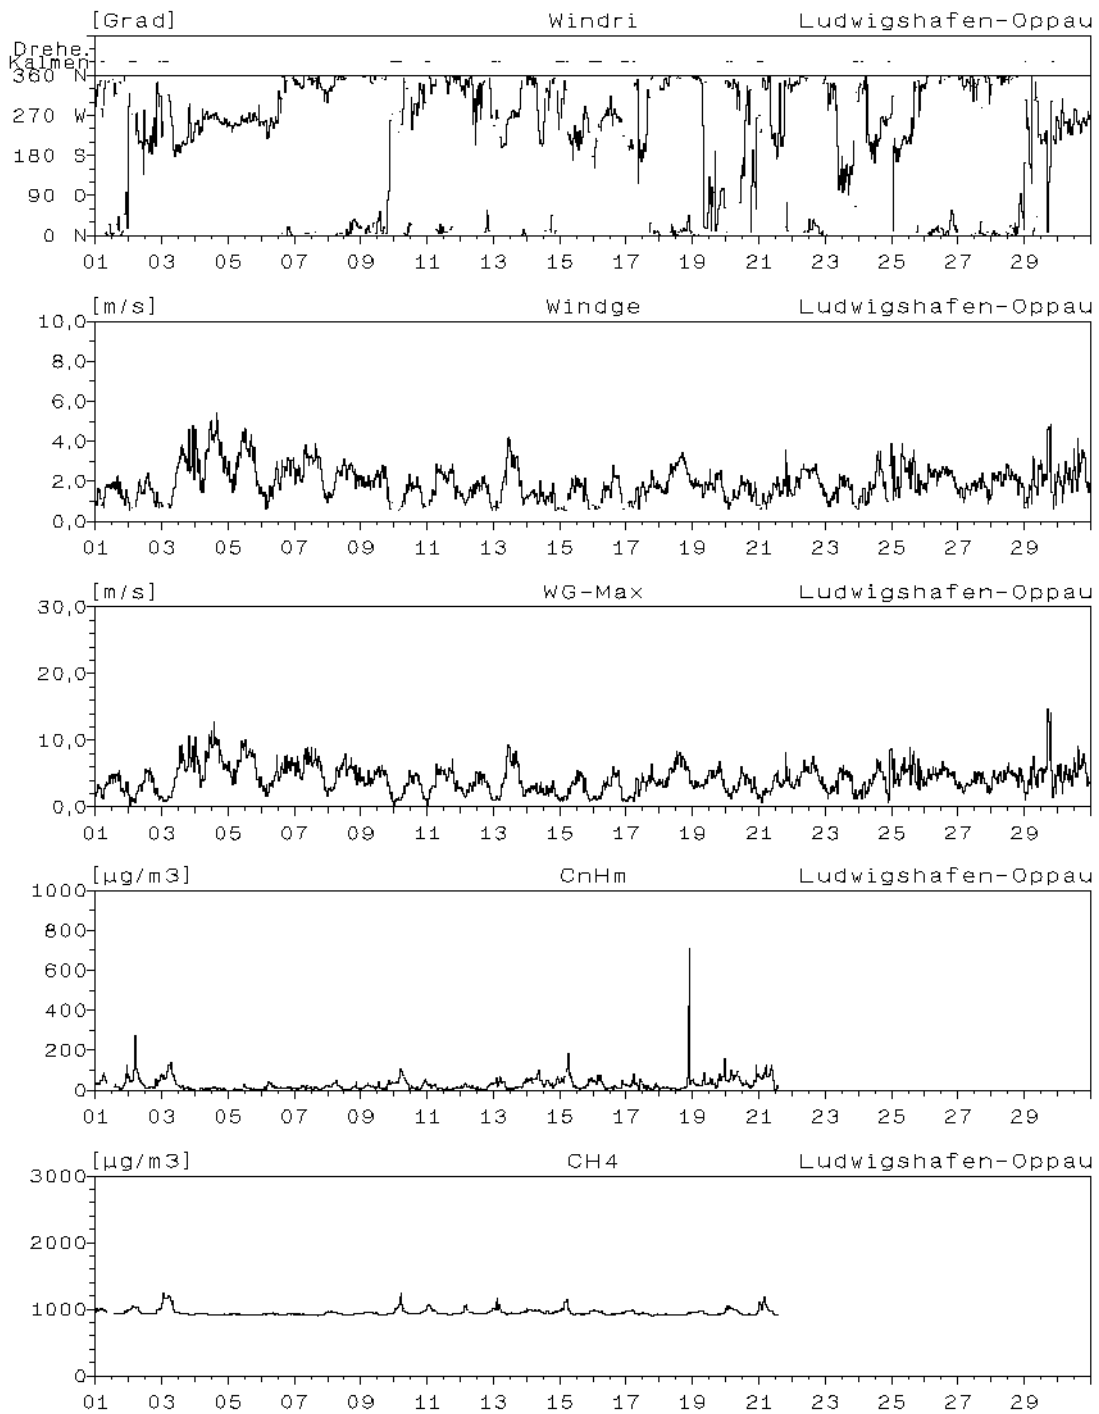 [Grad] Windri Ludwigshafen-Oppau
Drehe.
Kalmen
360 N
270 W
180 S
90 O
0 N
01 03 05 07 09 11 13 15 17 19 21 23 25 27 29
[m/s] Windge Ludwigshafen-Oppau
10,0
8,0
6,0
4,0
2,0
0,0
01 03 05 07 09 11 13 15 17 19 21 23 25 27 29
[m/s] WG-Max Ludwigshafen-Oppau
30,0
20,0
10,0
0,0
01 03 05 07 09 11 13 15 17 19 21 23 25 27 29
[µg/m3] CnHm Ludwigshafen-Oppau
1000
800
600
400
200
0
01 03 05 07 09 11 13 15 17 19 21 23 25 27 29
[µg/m3] CH4 Ludwigshafen-Oppau
3000
2000
1000
0
01 03 05 07 09 11 13 15 17 19 21 23 25 27 29